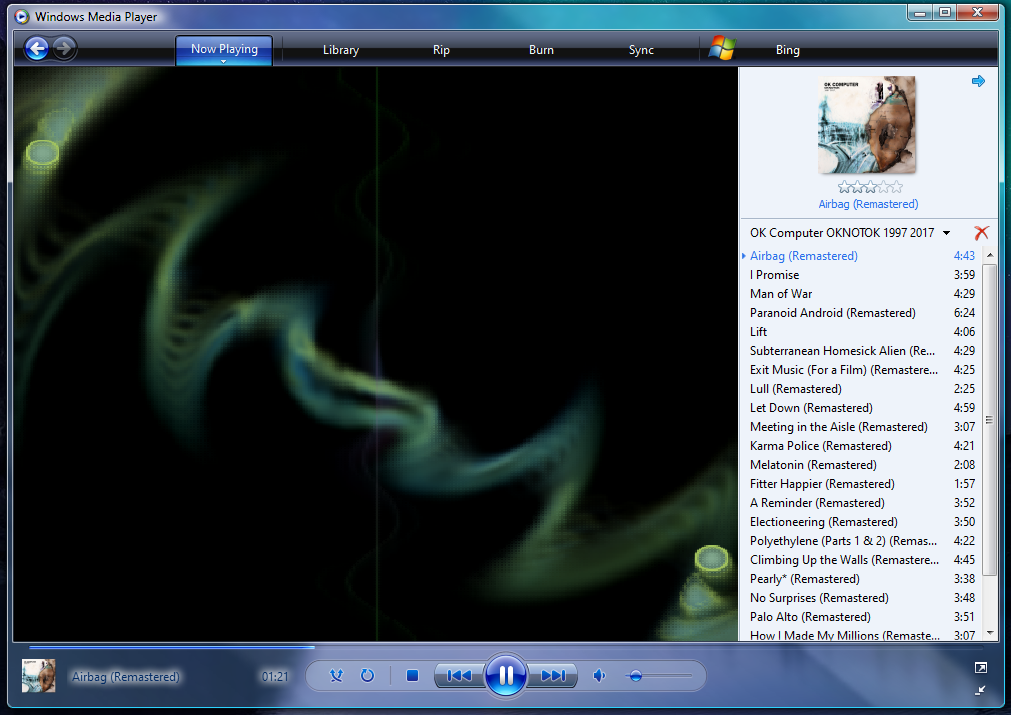 Windows Media Player
Now Playing Library Rip Burn Sync Bing
OK COMPUTER
Airbag (Remastered)
OK Computer OKNOTOK 1997 2017
Airbag (Remastered) 4:43
I Promise 3:59
Man of War 4:29
Paranoid Android (Remastered) 6:24
Lift 4:06
Subterranean Homesick Alien (Re... 4:29
Exit Music (For a Film) (Remastere... 4:25
Lull (Remastered) 2:25
Let Down (Remastered) 4:59
Meeting in the Aisle (Remastered) 3:07
Karma Police (Remastered) 4:21
Melatonin (Remastered) 2:08
Fitter Happier (Remastered) 1:57
A Reminder (Remastered) 3:52
Electioneering (Remastered) 3:50
Polyethylene (Parts 1 & 2) (Remas... 4:22
Climbing Up the Walls (Remastere... 4:45
Pearly* (Remastered) 3:38
No Surprises (Remastered) 3:48
Palo Alto (Remastered) 3:51
How I Made My Millions (Remaste... 3:07
Airbag (Remastered) 01:21